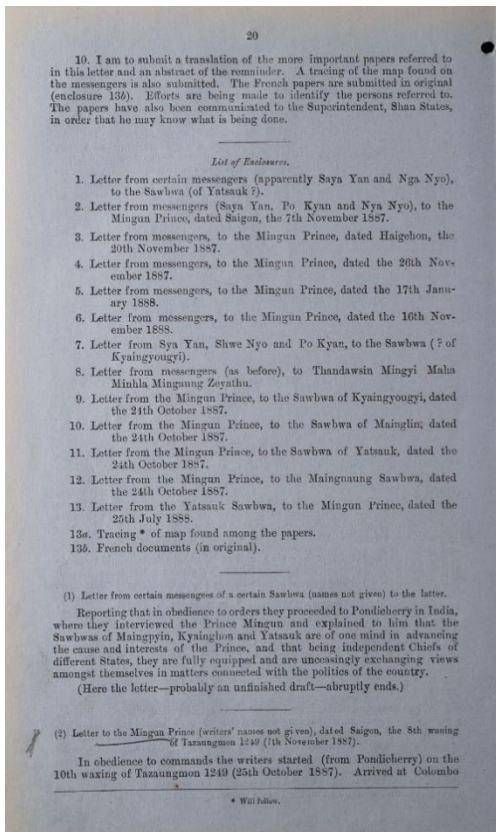 20
10. I am to submit a translation of the more important papers referred to
in this letter and an abstract of the remainder. A tracing of the map found on
the messengers is also submitted. The French papers are submitted in original
(enclosure 13b). Efforts are being made to identify the persons referred to.
The papers have also been communicated to the Superintendent, Shan States,
in order that he may know what is being done.
List of Enclosures.
1. Letter from certain messengers (apparently Saya Yan and Nga Nyo),
to the Sawbwa (of Yatsauk ?).
2. Letter from messengers (Saya Yan, Po Kyan and Nya Nyo), to the
Mingun Prince, dated Saigon, the 7th November 1887.
3. Letter from messengers, to the Mingun Prince, dated Haigehon, the
20th November 1887.
4. Letter from messengers, to the Mingun Prince, dated the 26th Nov-
ember 1887.
5. Letter from messengers, to the Mingun Prince, dated the 17th Janu-
ary 1888.
6. Letter from messengers, to the Mingun Prince, dated the 16th Nov-
ember 1888.
7. Letter from Sya Yan, Shwe Nyo and Po Kyan, to the Sawbwa ( ? of
Kyaingyougyi).
8. Letter from messengers (as before), to Thandawsin Mingyi Maha
Minhla Mingaung Zeyathu.
9. Letter from the Mingun Prince, to the Sawbwa of Kyaingyougyi, dated
the 24th October 1887.
10. Letter from the Mingun Prince, to the Sawbwa of Mainglin; dated
the 24th October 1887.
11. Letter from the Mingun Prince, to the Sawbwa of Yatsauk, dated the
24th October 1887.
12. Letter from the Mingun Prince, to the Maingnaung Sawbwa, dated
the 24th October 1887.
13. Letter from the Yatsauk Sawbwa, to the Mingun Prince, dated the
25th July 1888.
13a. Tracing * of map found among the papers.
13b. French documents (in original).
(1) Letter from certain messengers of a certain Sawbwa (names not given) to the latter.
Reporting that in obedience to orders they proceeded to Pondicherry in India,
where they interviewed the Prince Mingun and explained to him that the
Sawbwas of Maingpyin, Kyainghon and Yatsauk are of one mind in advancing
the cause and interests of the Prince, and that being independent Chiefs of
different States, they are fully equipped and are unceasingly exchanging views
amongst themselves in matters connected with the politics of the country.
(Here the letter—probably an unfinished draft—abruptly ends.)
(2) Letter to the Mingun Prince (writers' names not given), dated Saigon, the 8th waning
of Tazaungmon 1249 (7th November 1887).
In obedience to commands the writers started (from Pondicherry) on the
10th waxing of Tazaungmon 1249 (25th October 1887). Arrived at Colombo
* Will follow.